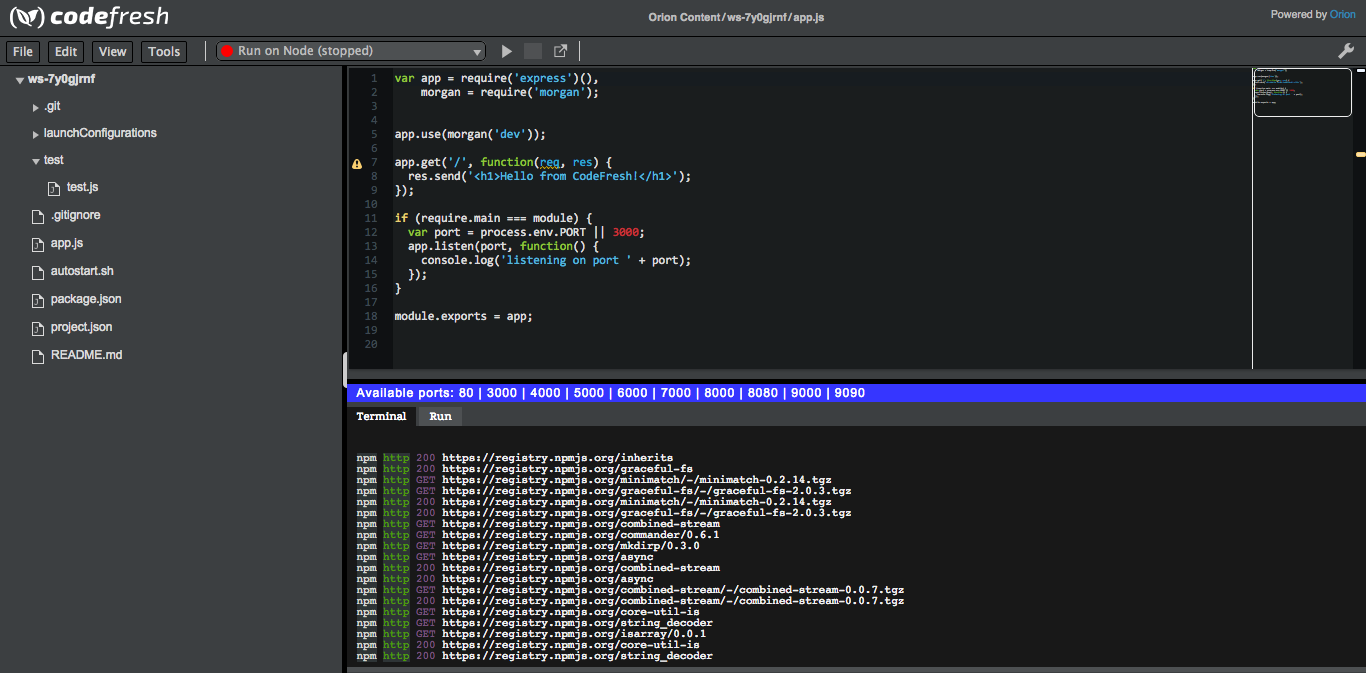 codefresh
Orion Content/ws-7y0gjrnf/app.js
Powered by Orion
File Edit View Tools Run on Node (stopped)
ws-7y0gjrnf
.git
launchConfigurations
test
test.js
.gitignore
app.js
autostart.sh
package.json
project.json
README.md
1 var app = require('express')(),
2 morgan = require('morgan');
3
4
5 app.use(morgan('dev'));
6
7 app.get('/', function(req, res) {
8 res.send('<h1>Hello from CodeFresh!</h1>');
9 });
10
11 if (require.main === module) {
12 var port = process.env.PORT || 3000;
13 app.listen(port, function() {
14 console.log('listening on port ' + port);
15 });
16 }
17
18 module.exports = app;
19
20
Available ports: 80 | 3000 | 4000 | 5000 | 6000 | 7000 | 8000 | 8080 | 9000 | 9090
Terminal Run
npm http 200 https://registry.npmjs.org/inherits
npm http 200 https://registry.npmjs.org/graceful-fs
npm http GET https://registry.npmjs.org/minimatch/-/minimatch-0.2.14.tgz
npm http GET https://registry.npmjs.org/graceful-fs/-/graceful-fs-2.0.3.tgz
npm http 200 https://registry.npmjs.org/minimatch/-/minimatch-0.2.14.tgz
npm http 200 https://registry.npmjs.org/graceful-fs/-/graceful-fs-2.0.3.tgz
npm http GET https://registry.npmjs.org/combined-stream
npm http GET https://registry.npmjs.org/commander/0.6.1
npm http GET https://registry.npmjs.org/mkdirp/0.3.0
npm http GET https://registry.npmjs.org/async
npm http 200 https://registry.npmjs.org/combined-stream
npm http 200 https://registry.npmjs.org/async
npm http GET https://registry.npmjs.org/combined-stream/-/combined-stream-0.0.7.tgz
npm http 200 https://registry.npmjs.org/combined-stream/-/combined-stream-0.0.7.tgz
npm http GET https://registry.npmjs.org/core-util-is
npm http GET https://registry.npmjs.org/string_decoder
npm http GET https://registry.npmjs.org/isarray/0.0.1
npm http 200 https://registry.npmjs.org/core-util-is
npm http 200 https://registry.npmjs.org/string_decoder